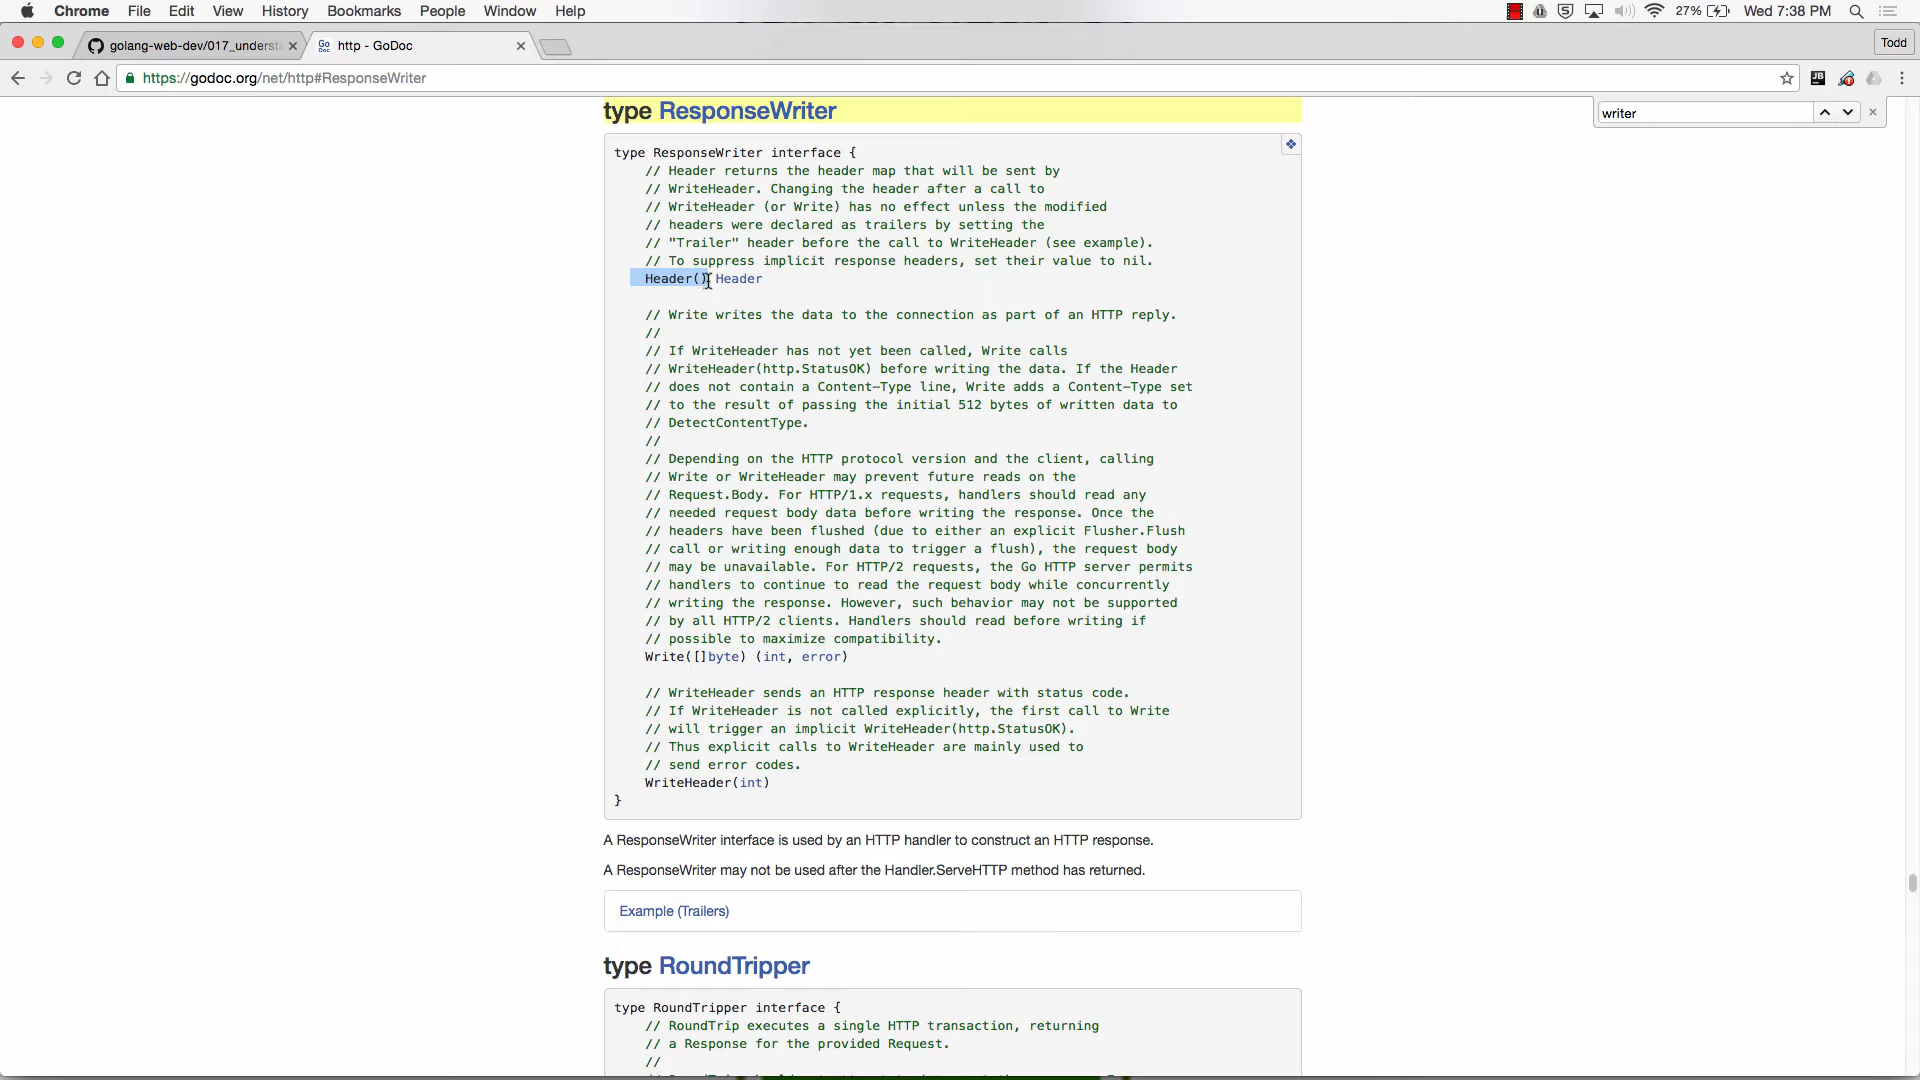 Chrome File Edit View History Bookmarks People Window Help 27% Wed 7:38 PM
golang-web-dev/017_underst
http - GoDoc
Todd
https://godoc.org/net/http#ResponseWriter
writer
type ResponseWriter
type ResponseWriter interface {
// Header returns the header map that will be sent by
// WriteHeader. Changing the header after a call to
// WriteHeader (or Write) has no effect unless the modified
// headers were declared as trailers by setting the
// "Trailer" header before the call to WriteHeader (see example).
// To suppress implicit response headers, set their value to nil.
Header() Header
// Write writes the data to the connection as part of an HTTP reply.
//
// If WriteHeader has not yet been called, Write calls
// WriteHeader(http.StatusOK) before writing the data. If the Header
// does not contain a Content-Type line, Write adds a Content-Type set
// to the result of passing the initial 512 bytes of written data to
// DetectContentType.
//
// Depending on the HTTP protocol version and the client, calling
// Write or WriteHeader may prevent future reads on the
// Request.Body. For HTTP/1.x requests, handlers should read any
// needed request body data before writing the response. Once the
// headers have been flushed (due to either an explicit Flusher.Flush
// call or writing enough data to trigger a flush), the request body
// may be unavailable. For HTTP/2 requests, the Go HTTP server permits
// handlers to continue to read the request body while concurrently
// writing the response. However, such behavior may not be supported
// by all HTTP/2 clients. Handlers should read before writing if
// possible to maximize compatibility.
Write([]byte) (int, error)
// WriteHeader sends an HTTP response header with status code.
// If WriteHeader is not called explicitly, the first call to Write
// will trigger an implicit WriteHeader(http.StatusOK).
// Thus explicit calls to WriteHeader are mainly used to
// send error codes.
WriteHeader(int)
}
A ResponseWriter interface is used by an HTTP handler to construct an HTTP response.
A ResponseWriter may not be used after the Handler.ServeHTTP method has returned.
Example (Trailers)
type RoundTripper
type RoundTripper interface {
// RoundTrip executes a single HTTP transaction, returning
// a Response for the provided Request.
//